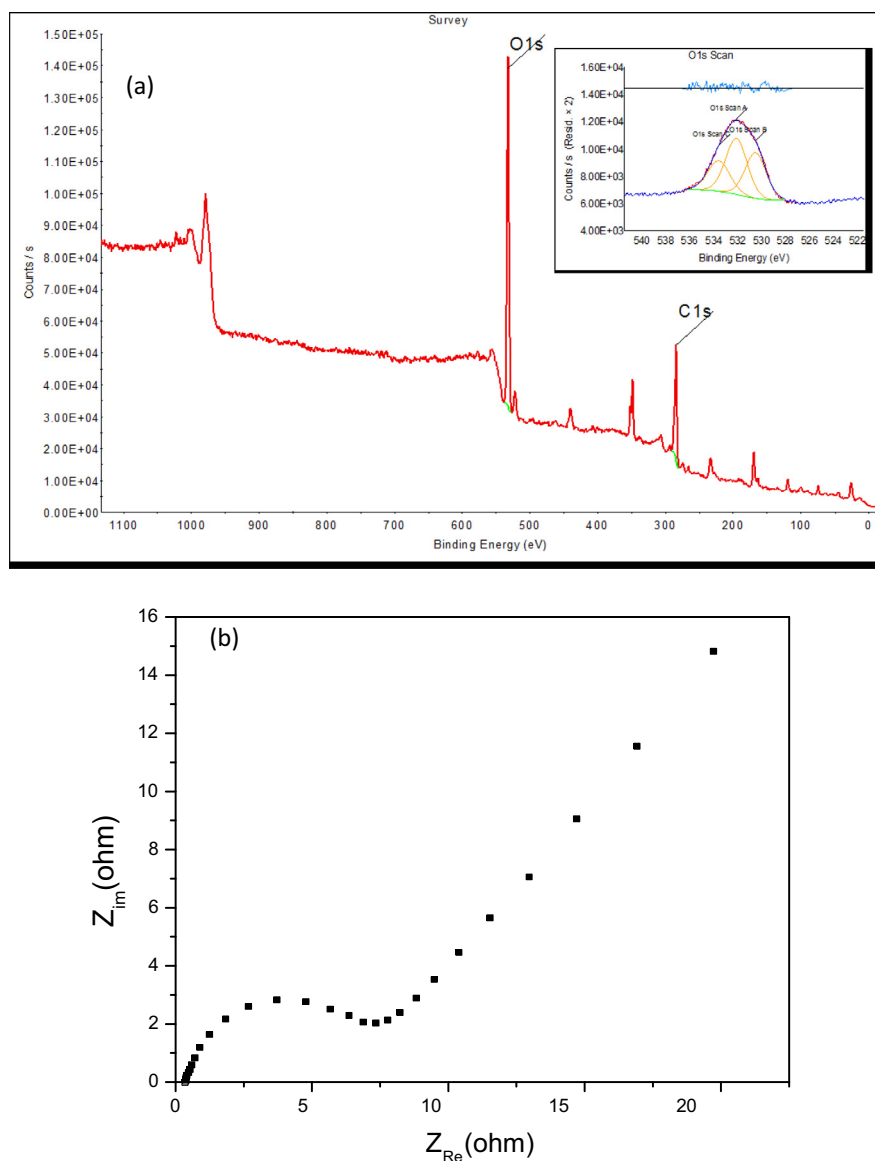 Survey
(a)
O1s
C1s
Counts / s
1.50E+05
1.40E+05
1.30E+05
1.20E+05
1.10E+05
1.00E+05
9.00E+04
8.00E+04
7.00E+04
6.00E+04
5.00E+04
4.00E+04
3.00E+04
2.00E+04
1.00E+04
0.00E+00
1100 1000 900 800 700 600 500 400 300 200 100 0
Binding Energy (eV)
O1s Scan
Counts / s (Resid. × 2)
1.60E+04
1.40E+04
1.20E+04
1.00E+04
8.00E+03
6.00E+03
4.00E+03
O1s Scan A
O1s Scan
O1s Scan B
540 538 536 534 532 530 528 526 524 522
Binding Energy (eV)
(b)
Zim(ohm)
16
14
12
10
8
6
4
2
0
0 5 10 15 20
ZRe(ohm)